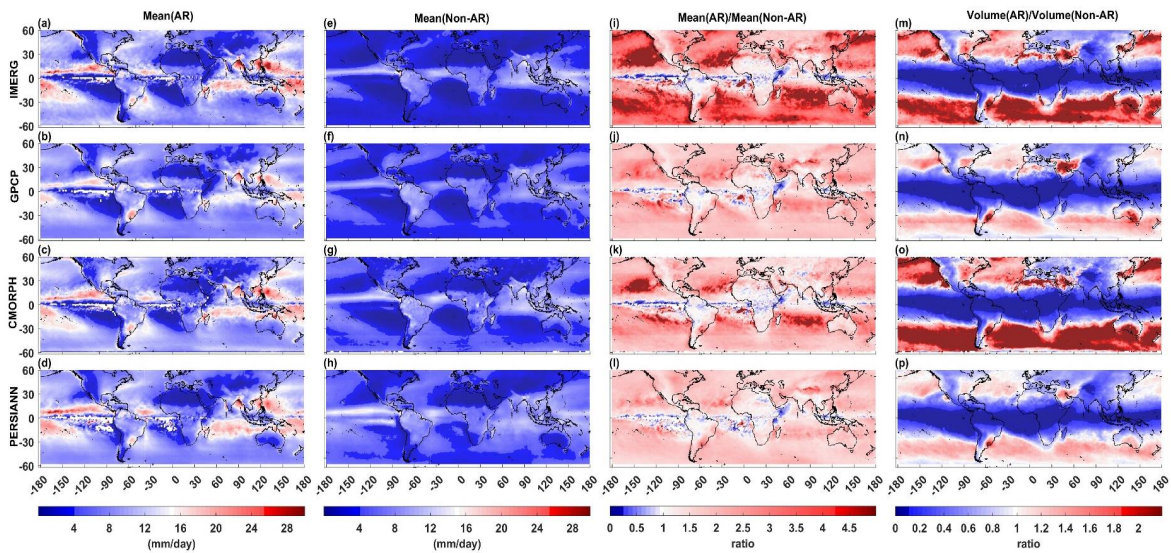 Mean(AR) Mean(Non-AR) Mean(AR)/Mean(Non-AR) Volume(AR)/Volume(Non-AR)
(a) (e) (i) (m)
60 30 0 -30 -60
IMERG
(b) (f) (j) (n)
60 30 0 -30 -60
GPCP
(c) (g) (k) (o)
60 30 0 -30 -60
CMORPH
(d) (h) (l) (p)
60 30 0 -30 -60
PERSIANN
-180 -150 -120 -90 -60 -30 0 30 60 90 120 150 180 -180 -150 -120 -90 -60 -30 0 30 60 90 120 150 180 -180 -150 -120 -90 -60 -30 0 30 60 90 120 150 180 -180 -150 -120 -90 -60 -30 0 30 60 90 120 150 180
4 8 12 16 20 24 28 4 8 12 16 20 24 28 0 0.5 1 1.5 2 2.5 3 3.5 4 4.5 0 0.2 0.4 0.6 0.8 1 1.2 1.4 1.6 1.8 2
(mm/day) (mm/day) ratio ratio